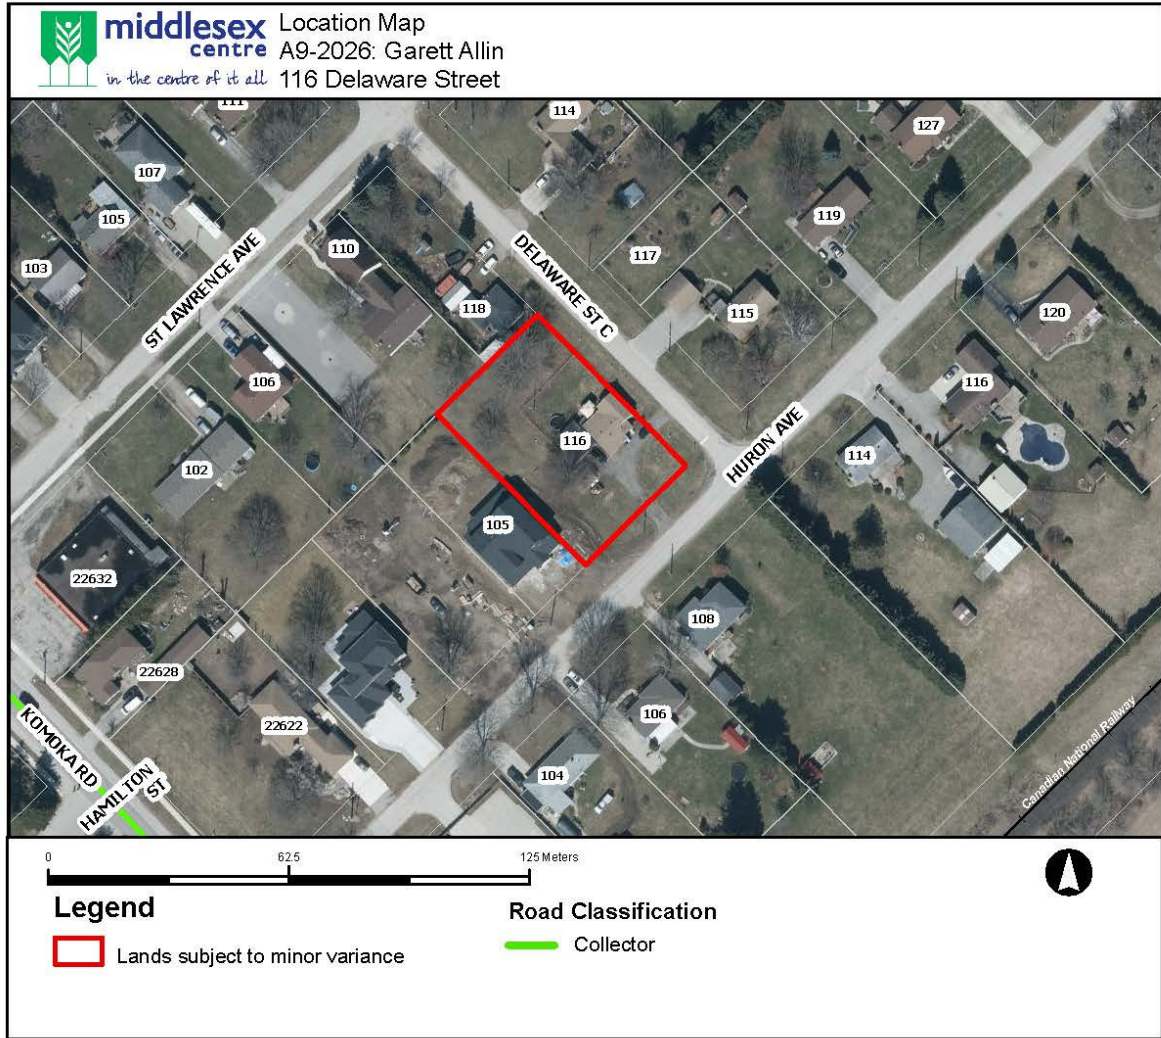 middlesex
centre
in the centre of it all
Location Map
A9-2026: Garett Allin
116 Delaware Street
111
114
127
107
105
119
103
110
117
ST LAWRENCE AVE
DELAWARE ST C
118
115
120
106
116
116
HURON AVE
102
114
105
22632
108
22628
106
22622
KOMOKA RD
HAMILTON
ST
104
Canadian National Railway
0
62.5
125 Meters
Legend
Lands subject to minor variance
Road Classification
Collector